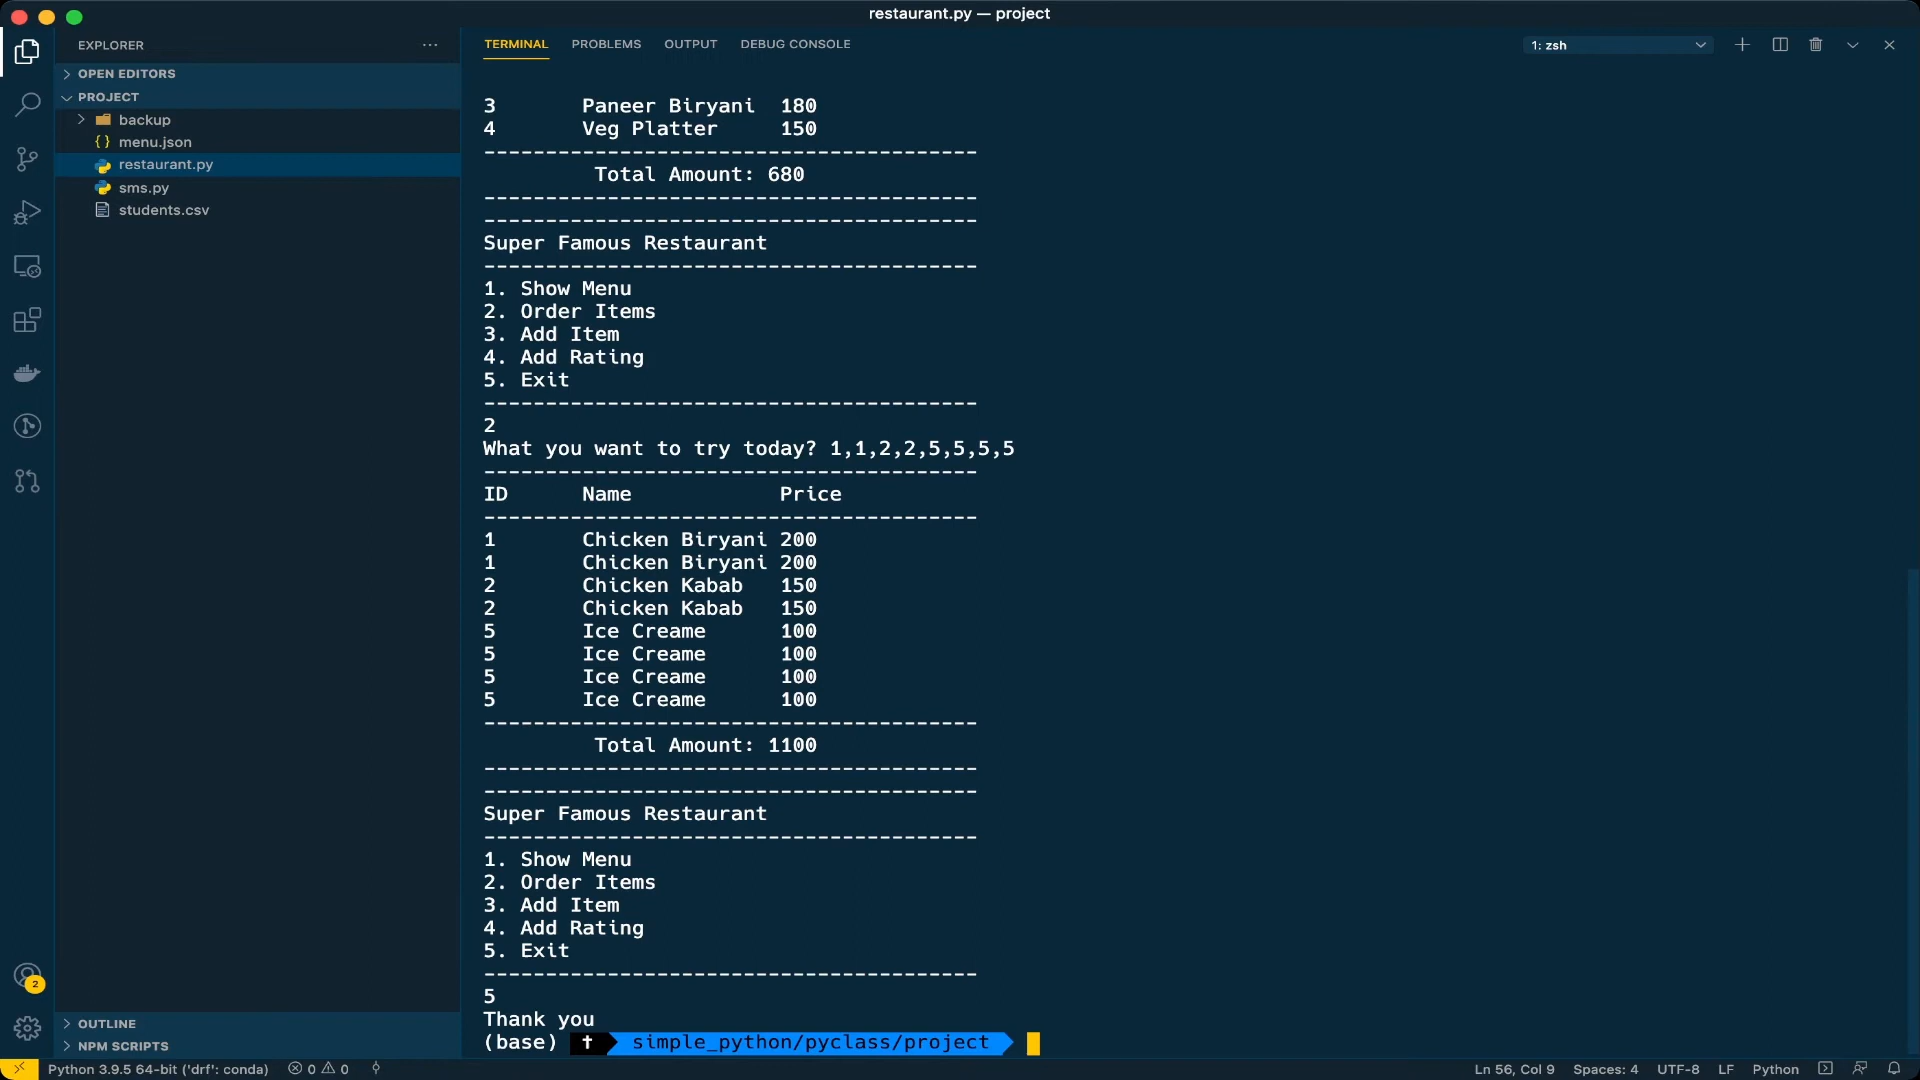 restaurant.py — project
EXPLORER
OPEN EDITORS
PROJECT
backup
menu.json
restaurant.py
sms.py
students.csv
OUTLINE
NPM SCRIPTS
TERMINAL PROBLEMS OUTPUT DEBUG CONSOLE
1: zsh
3 Paneer Biryani 180
4 Veg Platter 150
----------------------------------------
Total Amount: 680
----------------------------------------
----------------------------------------
Super Famous Restaurant
----------------------------------------
1. Show Menu
2. Order Items
3. Add Item
4. Add Rating
5. Exit
----------------------------------------
2
What you want to try today? 1,1,2,2,5,5,5,5
----------------------------------------
ID Name Price
----------------------------------------
1 Chicken Biryani 200
1 Chicken Biryani 200
2 Chicken Kabab 150
2 Chicken Kabab 150
5 Ice Creame 100
5 Ice Creame 100
5 Ice Creame 100
5 Ice Creame 100
----------------------------------------
Total Amount: 1100
----------------------------------------
----------------------------------------
Super Famous Restaurant
----------------------------------------
1. Show Menu
2. Order Items
3. Add Item
4. Add Rating
5. Exit
----------------------------------------
5
Thank you
(base) † simple_python/pyclass/project
2
Python 3.9.5 64-bit ('drf': conda) 0 0 Ln 56, Col 9 Spaces: 4 UTF-8 LF Python